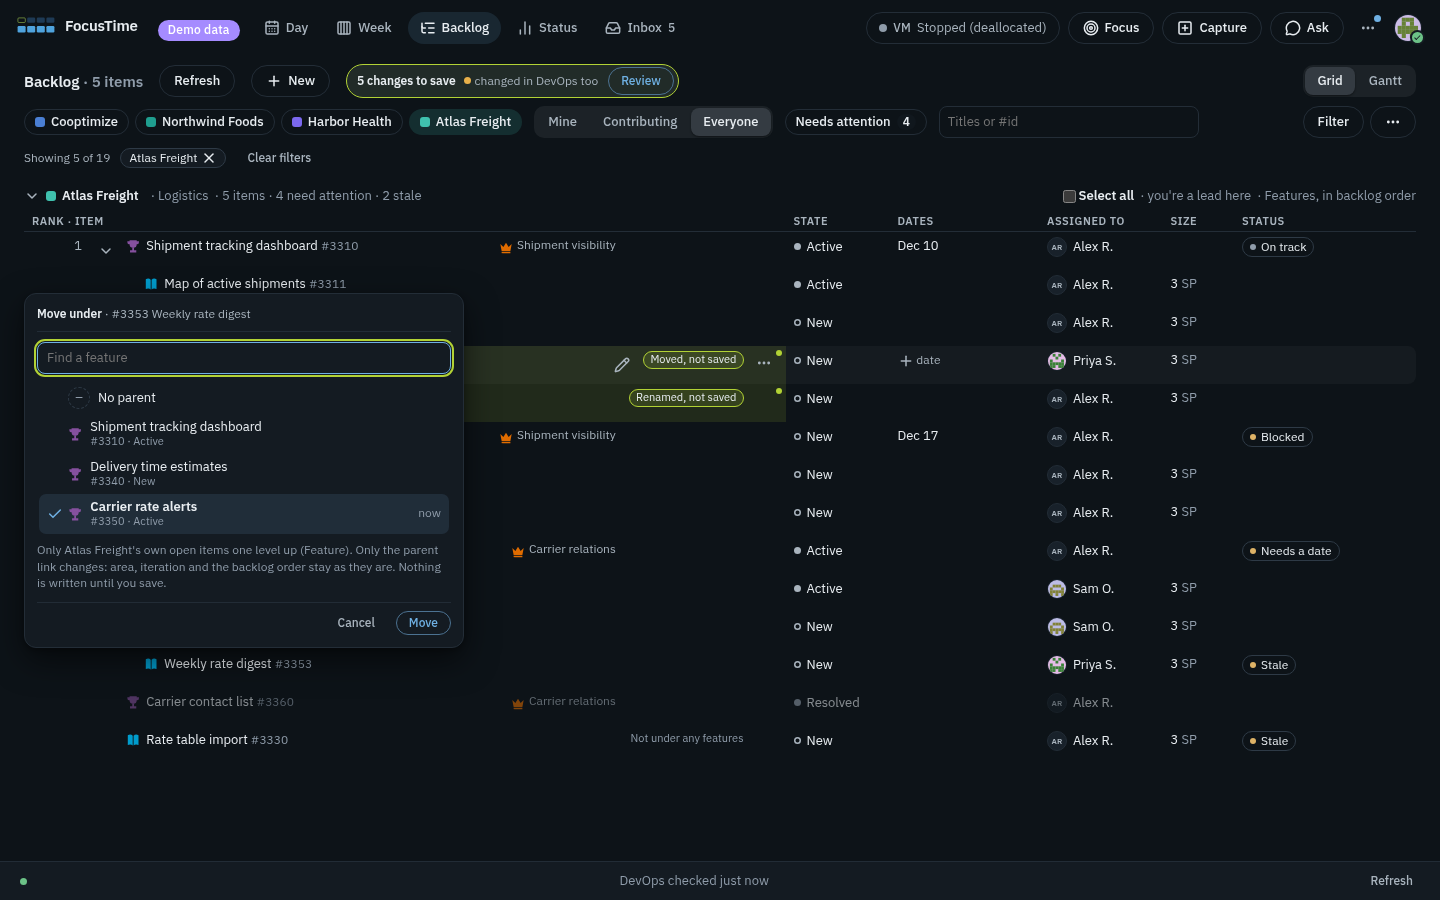 FocusTime
Demo data
Day
Week
Backlog
Status
Inbox 5
VM Stopped (deallocated)
Focus
Capture
Ask
Backlog · 5 items
Refresh
New
5 changes to save
changed in DevOps too
Review
Grid
Gantt
Cooptimize
Northwind Foods
Harbor Health
Atlas Freight
Mine
Contributing
Everyone
Needs attention 4
Titles or #id
Filter
Showing 5 of 19
Atlas Freight
Clear filters
Atlas Freight · Logistics · 5 items · 4 need attention · 2 stale
Select all · you're a lead here · Features, in backlog order
RANK · ITEM
STATE
DATES
ASSIGNED TO
SIZE
STATUS
1 Shipment tracking dashboard #3310 Shipment visibility Active Dec 10 AR Alex R. On track
Map of active shipments #3311 Active AR Alex R. 3 SP
New AR Alex R. 3 SP
Moved, not saved New date Priya S. 3 SP
Renamed, not saved New AR Alex R. 3 SP
Shipment visibility New Dec 17 AR Alex R. Blocked
New AR Alex R. 3 SP
New AR Alex R. 3 SP
Carrier relations Active AR Alex R. Needs a date
Active Sam O. 3 SP
New Sam O. 3 SP
Move under · #3353 Weekly rate digest
Find a feature
No parent
Shipment tracking dashboard
#3310 · Active
Delivery time estimates
#3340 · New
Carrier rate alerts
#3350 · Active
now
Only Atlas Freight's own open items one level up (Feature). Only the parent
link changes: area, iteration and the backlog order stay as they are. Nothing
is written until you save.
Cancel
Move
Weekly rate digest #3353 New Priya S. 3 SP Stale
Carrier contact list #3360 Carrier relations Resolved AR Alex R.
Rate table import #3330 Not under any features New AR Alex R. 3 SP Stale
DevOps checked just now
Refresh